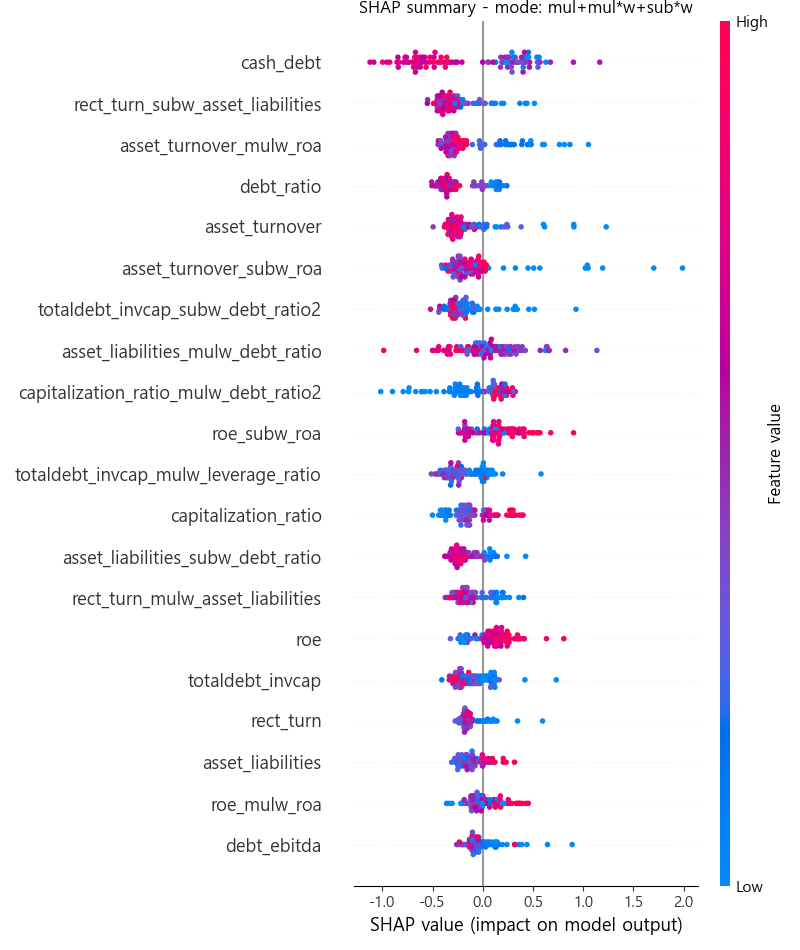 SHAP summary - mode: mul+mul*w+sub*w
High
cash_debt
rect_turn_subw_asset_liabilities
asset_turnover_mulw_roa
debt_ratio
asset_turnover
asset_turnover_subw_roa
totaldebt_invcap_subw_debt_ratio2
asset_liabilities_mulw_debt_ratio
capitalization_ratio_mulw_debt_ratio2
roe_subw_roa
totaldebt_invcap_mulw_leverage_ratio
capitalization_ratio
asset_liabilities_subw_debt_ratio
rect_turn_mulw_asset_liabilities
roe
totaldebt_invcap
rect_turn
asset_liabilities
roe_mulw_roa
debt_ebitda
Feature value
Low
-1.0 -0.5 0.0 0.5 1.0 1.5 2.0
SHAP value (impact on model output)